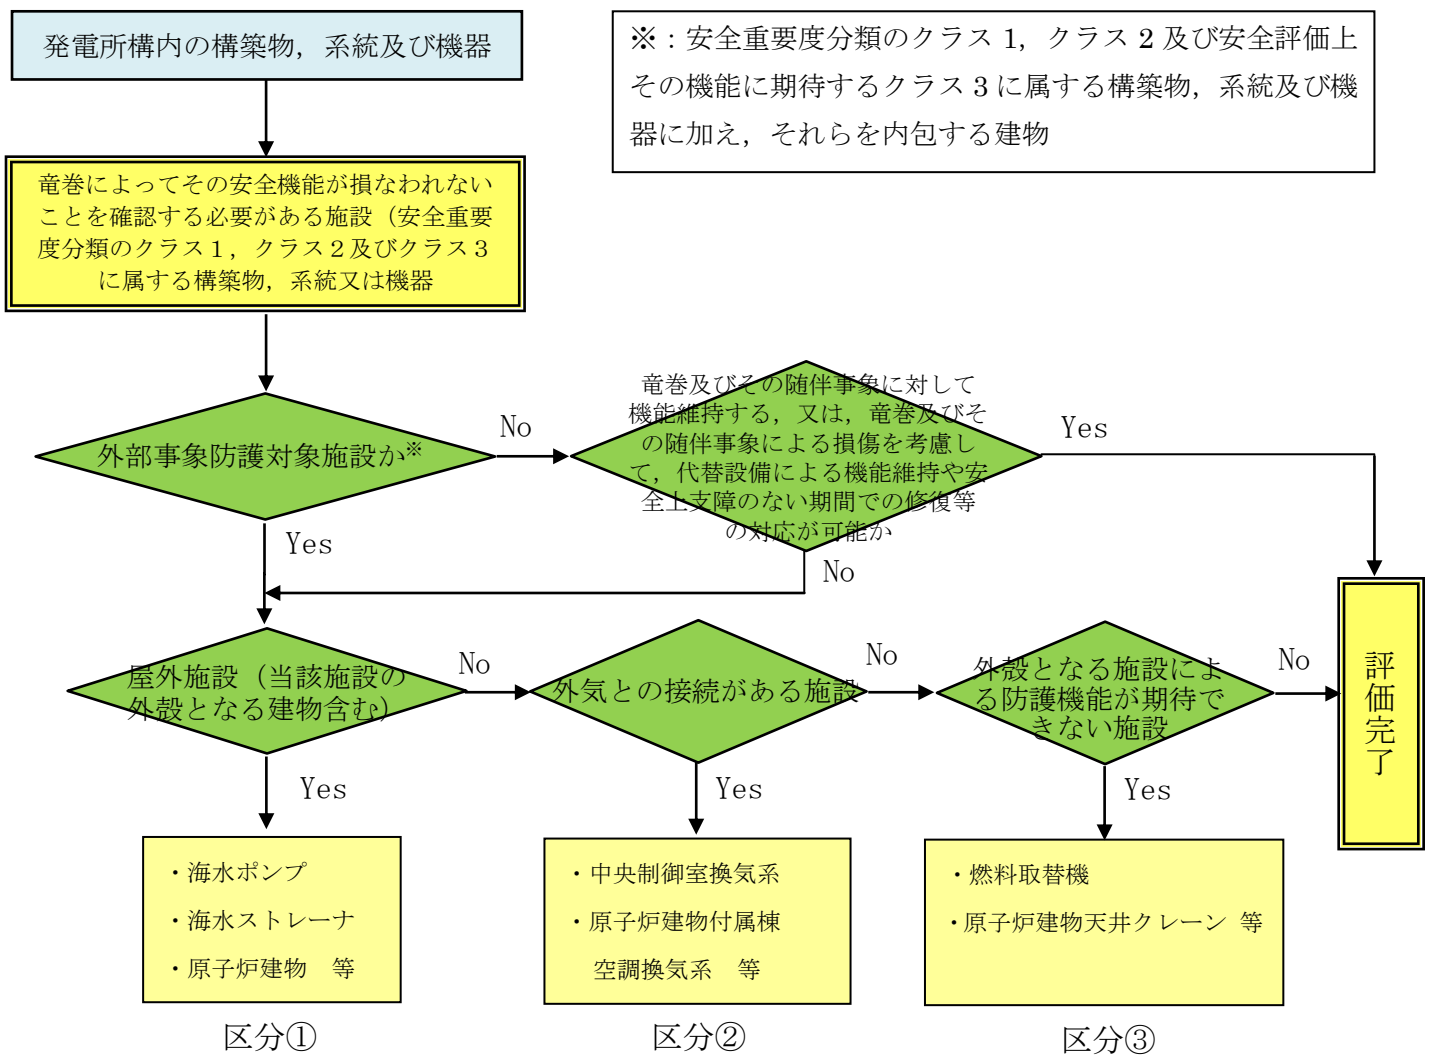 発電所構内の構築物，系統及び機器
※：安全重要度分類のクラス 1，クラス 2 及び安全評価上
その機能に期待するクラス 3 に属する構築物，系統及び機
器に加え，それらを内包する建物
竜巻によってその安全機能が損なわれない
ことを確認する必要がある施設（安全重要
度分類のクラス１，クラス２及びクラス３
に属する構築物，系統又は機器
外部事象防護対象施設か※
No
竜巻及びその随伴事象に対して
機能維持する，又は，竜巻及びそ
の随伴事象による損傷を考慮し
て，代替設備による機能維持や安
全上支障のない期間での修復等
の対応が可能か
Yes
Yes
No
屋外施設（当該施設の
外殻となる建物含む）
No
外気との接続がある施設
No
外殻となる施設によ
る防護機能が期待で
きない施設
No
評価完了
Yes
Yes
Yes
・海水ポンプ
・海水ストレーナ
・原子炉建物　等
・中央制御室換気系
・原子炉建物付属棟
空調換気系　等
・燃料取替機
・原子炉建物天井クレーン 等
区分①
区分②
区分③